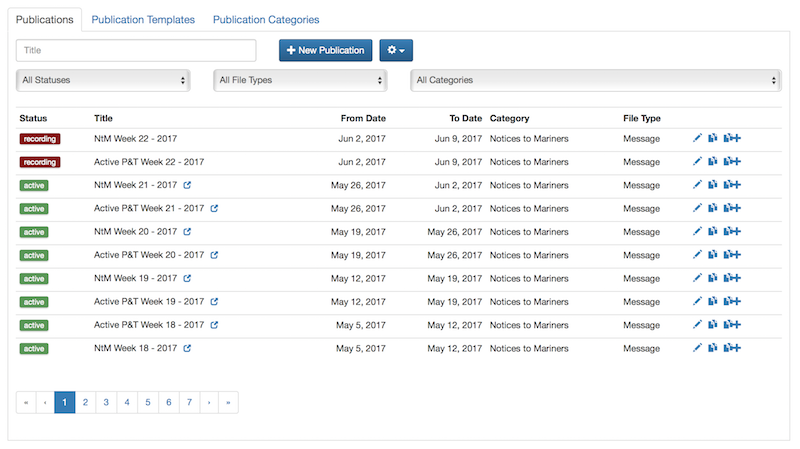 Publications Publication Templates Publication Categories
Title New Publication
All Statuses All File Types All Categories
Status Title From Date To Date Category File Type
recording NtM Week 22 - 2017 Jun 2, 2017 Jun 9, 2017 Notices to Mariners Message
recording Active P&T Week 22 - 2017 Jun 2, 2017 Jun 9, 2017 Notices to Mariners Message
active NtM Week 21 - 2017 May 26, 2017 Jun 2, 2017 Notices to Mariners Message
active Active P&T Week 21 - 2017 May 26, 2017 Jun 2, 2017 Notices to Mariners Message
active NtM Week 20 - 2017 May 19, 2017 May 26, 2017 Notices to Mariners Message
active Active P&T Week 20 - 2017 May 19, 2017 May 26, 2017 Notices to Mariners Message
active NtM Week 19 - 2017 May 12, 2017 May 19, 2017 Notices to Mariners Message
active Active P&T Week 19 - 2017 May 12, 2017 May 19, 2017 Notices to Mariners Message
active Active P&T Week 18 - 2017 May 5, 2017 May 12, 2017 Notices to Mariners Message
active NtM Week 18 - 2017 May 5, 2017 May 12, 2017 Notices to Mariners Message
« ‹ 1 2 3 4 5 6 7 › »